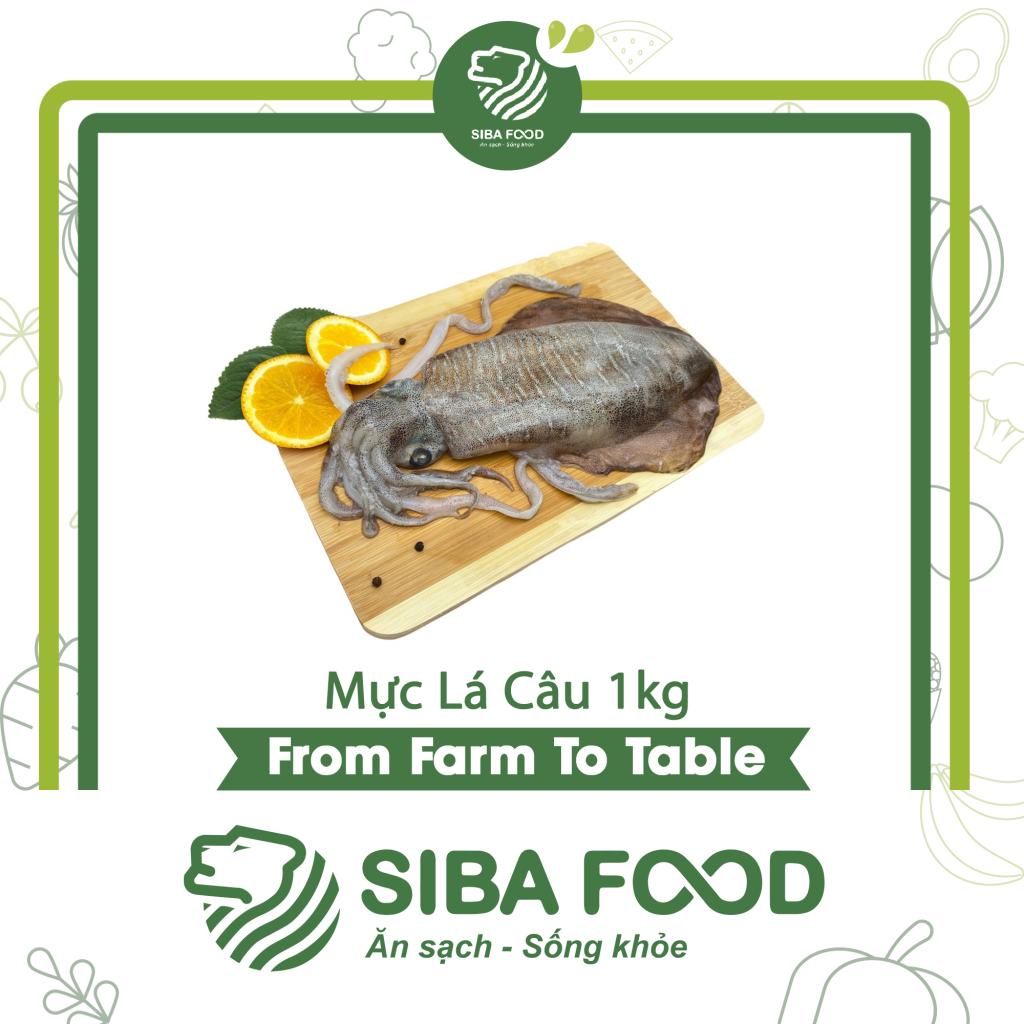 SIBA FOOD
Ăn sạch - Sống khỏe
Mực Lá Câu 1kg
From Farm To Table
SIBA FOOD
Ăn sạch - Sống khỏe